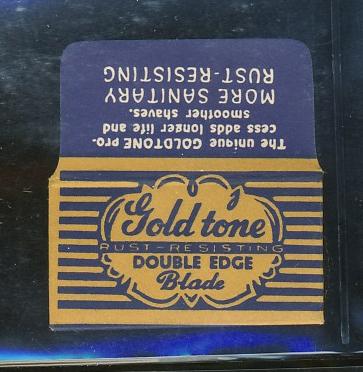 RUST-RESISTING
MORE SANITARY
The unique GOLDTONE pro-
cess adds longer life and
smoother shaves.
Gold tone
RUST-RESISTING
DOUBLE EDGE
Blade